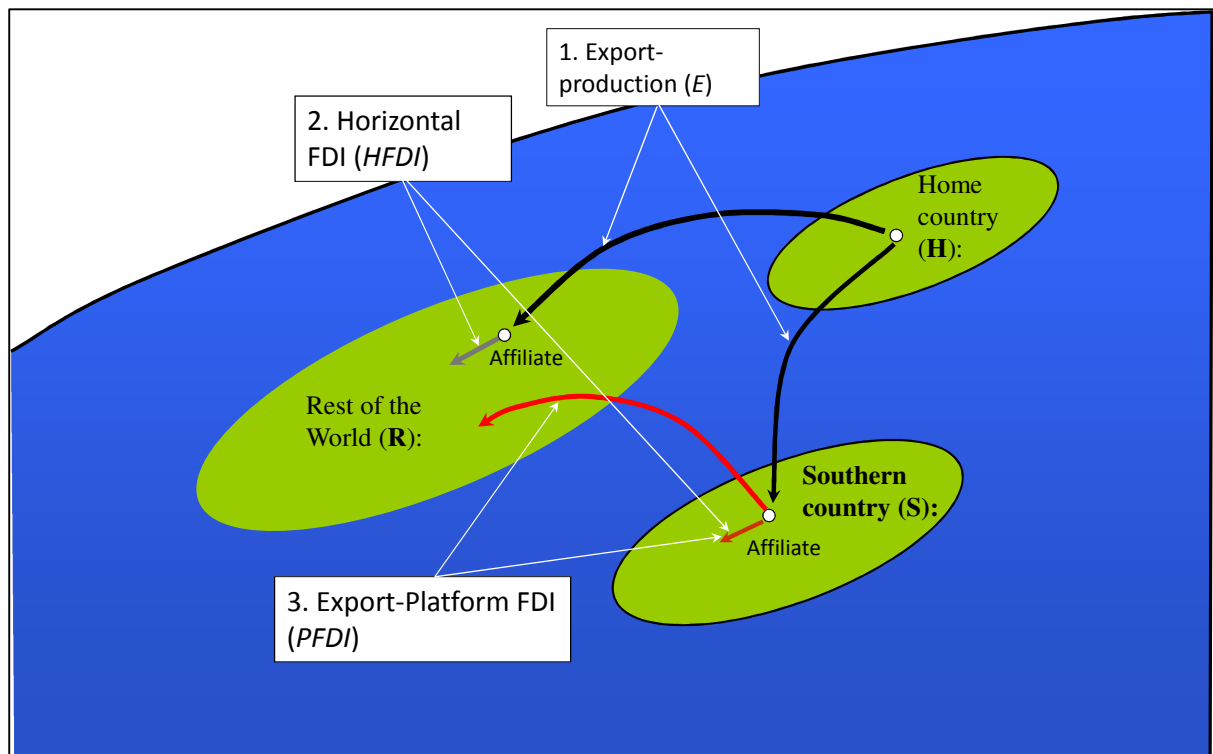 1. Export-
production (E)
2. Horizontal
FDI (HFDI)
Home
country
(H):
Affiliate
Rest of the
World (R):
Southern
country (S):
Affiliate
3. Export-Platform FDI
(PFDI)